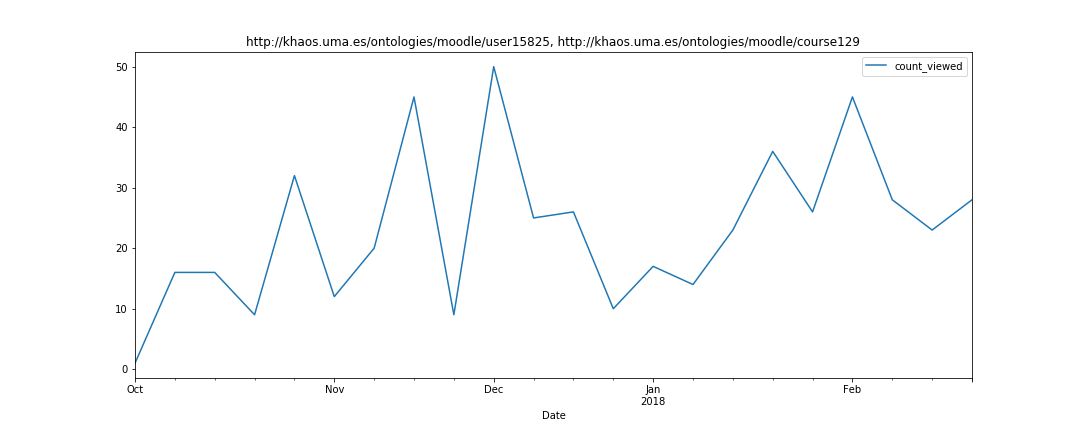 http://khaos.uma.es/ontologies/moodle/user15825, http://khaos.uma.es/ontologies/moodle/course129
count_viewed
50
40
30
20
10
0
Oct
Nov
Dec
Jan
2018
Feb
Date